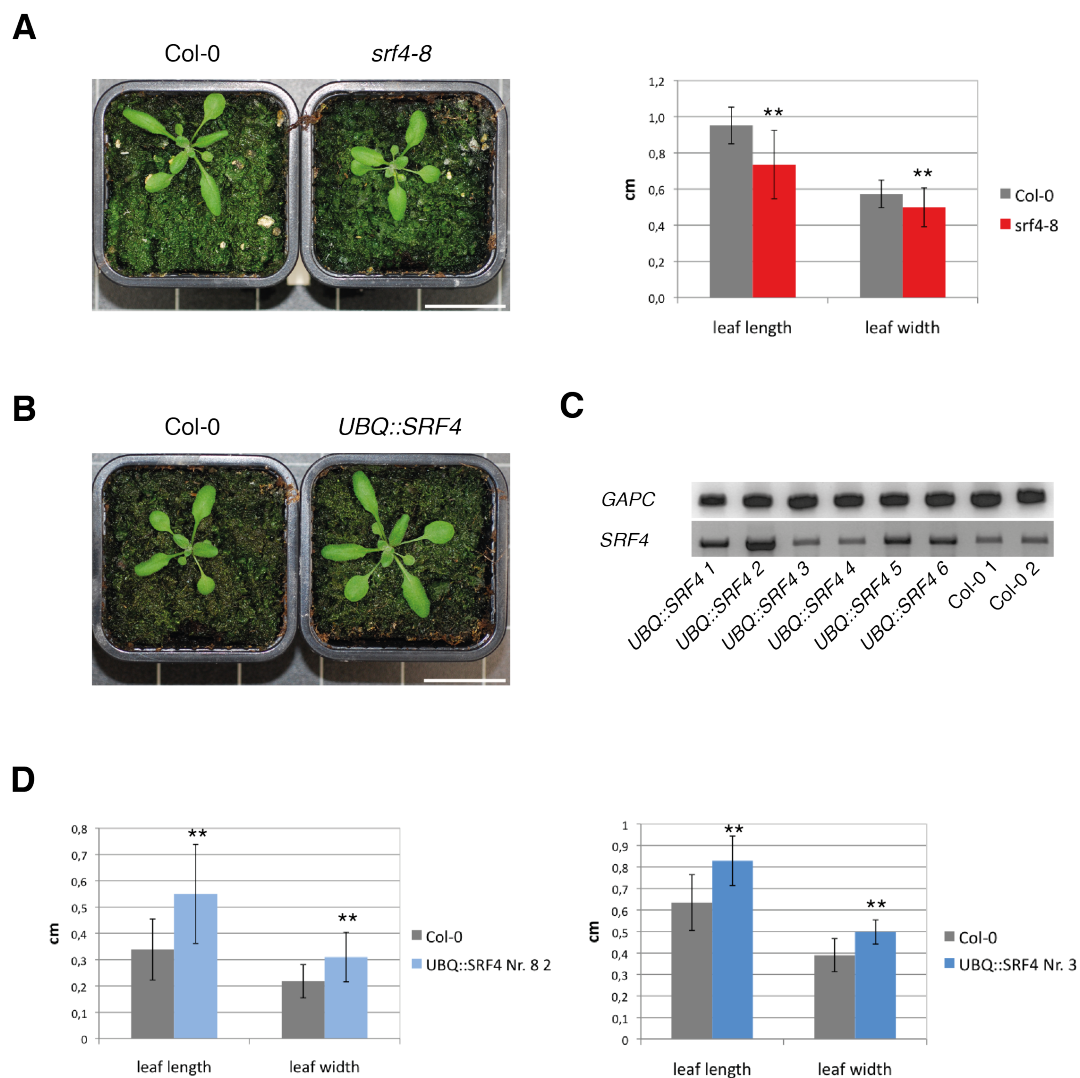 A
Col-0
srf4-8
1,2
1,0
0,8
0,6
0,4
0,2
0,0
cm
**
**
leaf length
leaf width
Col-0
srf4-8
B
Col-0
UBQ::SRF4
C
GAPC
SRF4
UBQ::SRF4 1
UBQ::SRF4 2
UBQ::SRF4 3
UBQ::SRF4 4
UBQ::SRF4 5
UBQ::SRF4 6
Col-0 1
Col-0 2
D
0,8
0,7
0,6
0,5
0,4
0,3
0,2
0,1
0
cm
**
**
leaf length
leaf width
Col-0
UBQ::SRF4 Nr. 8 2
1
0,9
0,8
0,7
0,6
0,5
0,4
0,3
0,2
0,1
0
cm
**
**
leaf length
leaf width
Col-0
UBQ::SRF4 Nr. 3